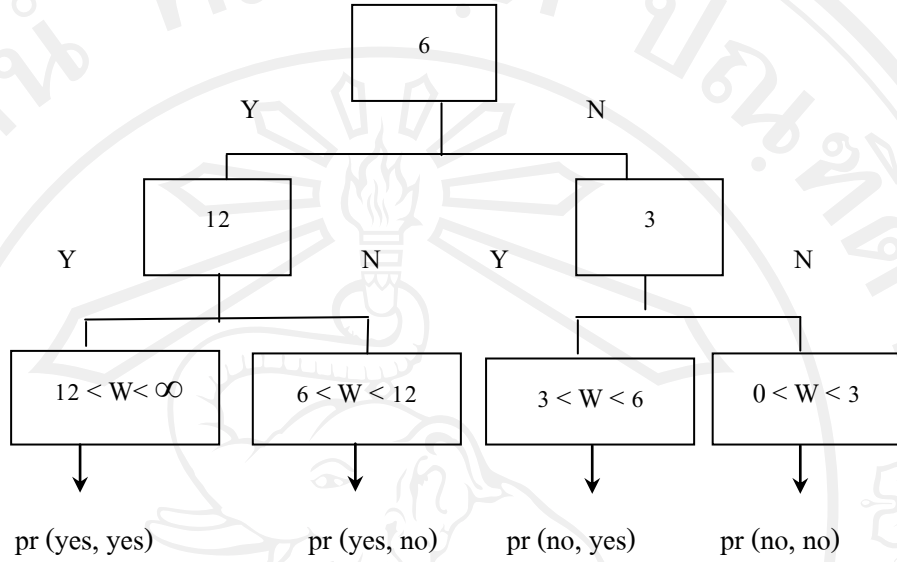 6
Y N
12 3
Y N Y N
12 < W< ∞ 6 < W < 12 3 < W < 6 0 < W < 3
pr (yes, yes) pr (yes, no) pr (no, yes) pr (no, no)